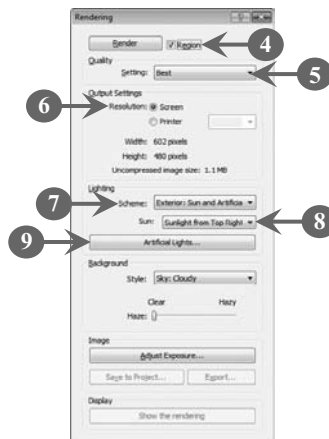 Rendering
Render Region 4
Quality
Setting: Best 5
Output Settings
6 Resolution: Screen
Printer
Width: 602 pixels
Height: 480 pixels
Uncompressed image size: 1.1 MB
Lighting
7 Scheme: Exterior: Sun and Artificia
Sun: Sunlight from Top Right 8
9 Artificial Lights...
Background
Style: Sky: Cloudy
Clear Hazy
Haze:
Image
Adjust Exposure...
Save to Project... Export...
Display
Show the rendering